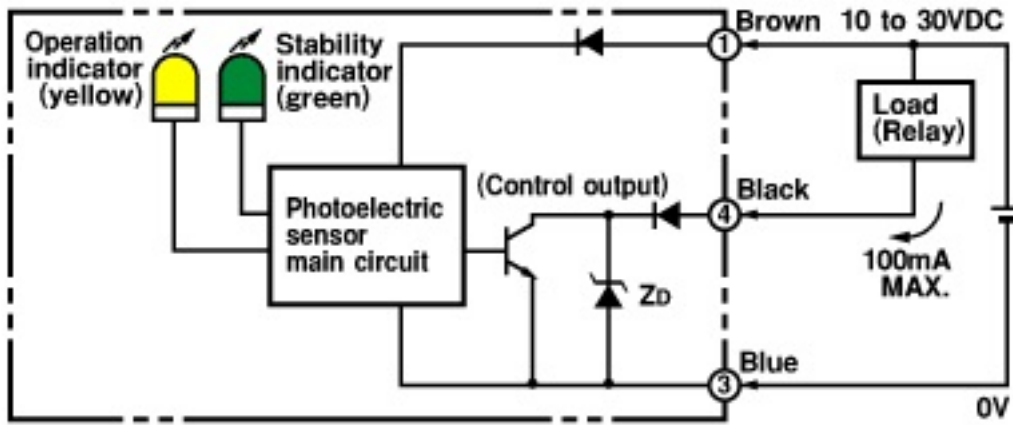 Operation
indicator
(yellow)
Stability
indicator
(green)
Brown 10 to 30VDC
1
Load
(Relay)
Photoelectric
sensor
main circuit
(Control output)
Black
4
100mA
MAX.
ZD
Blue
3
0V